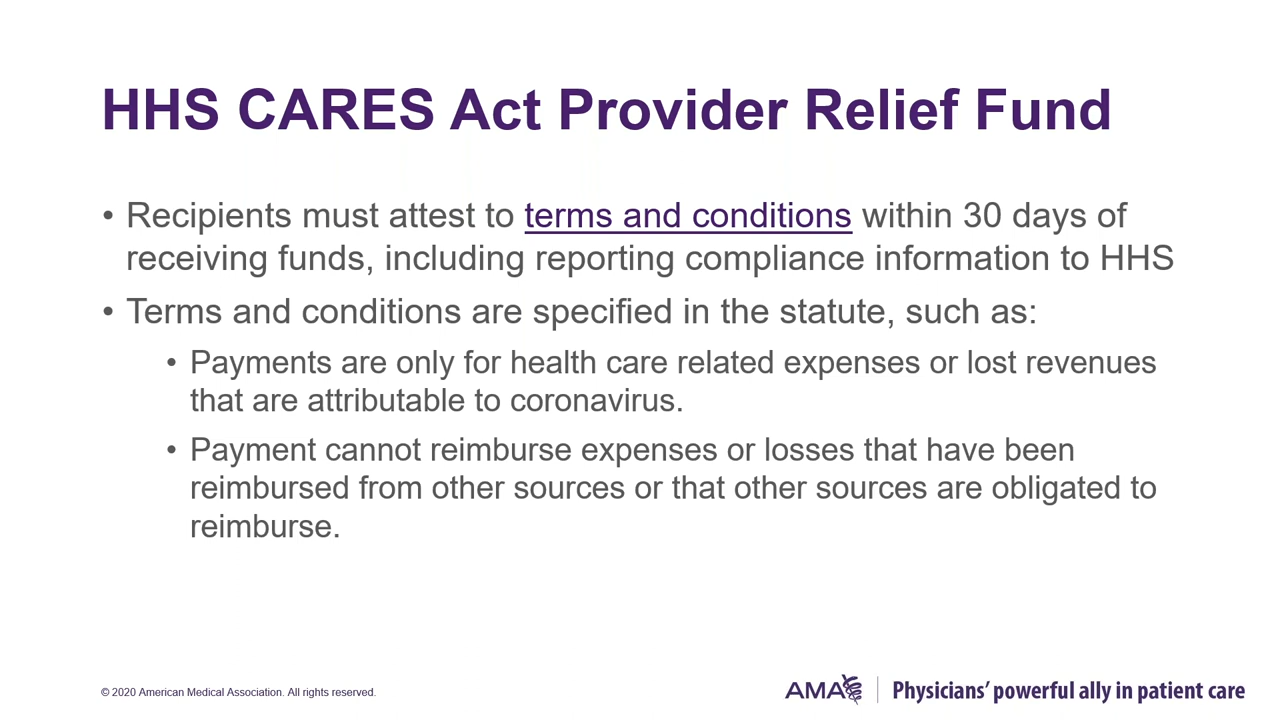 HHS CARES Act Provider Relief Fund
• Recipients must attest to terms and conditions within 30 days of
receiving funds, including reporting compliance information to HHS
• Terms and conditions are specified in the statute, such as:
• Payments are only for health care related expenses or lost revenues
that are attributable to coronavirus.
• Payment cannot reimburse expenses or losses that have been
reimbursed from other sources or that other sources are obligated to
reimburse.
© 2020 American Medical Association. All rights reserved.
AMA Physicians’ powerful ally in patient care